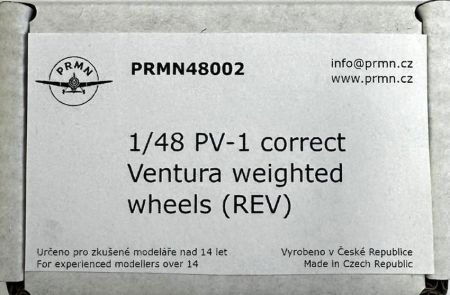 PRMN
PRMN48002
info@prmn.cz
www.prmn.cz
1/48 PV-1 correct
Ventura weighted
wheels (REV)
Určeno pro zkušené modeláře nad 14 let
For experienced modellers over 14
Vyrobeno v České Republice
Made in Czech Republic